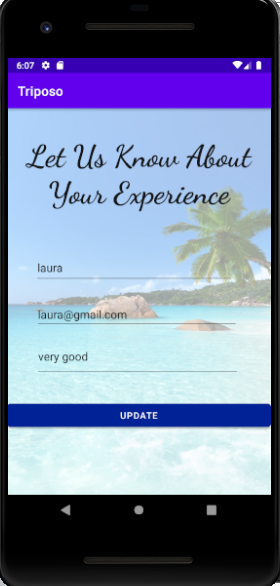 6:07
Triposo
Let Us Know About
Your Experience
laura
laura@gmail.com
very good
UPDATE